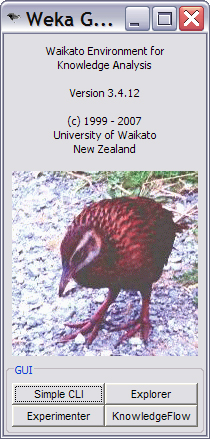 Weka G...
Waikato Environment for
Knowledge Analysis
Version 3.4.12
(c) 1999 - 2007
University of Waikato
New Zealand
GUI
Simple CLI
Explorer
Experimenter
KnowledgeFlow